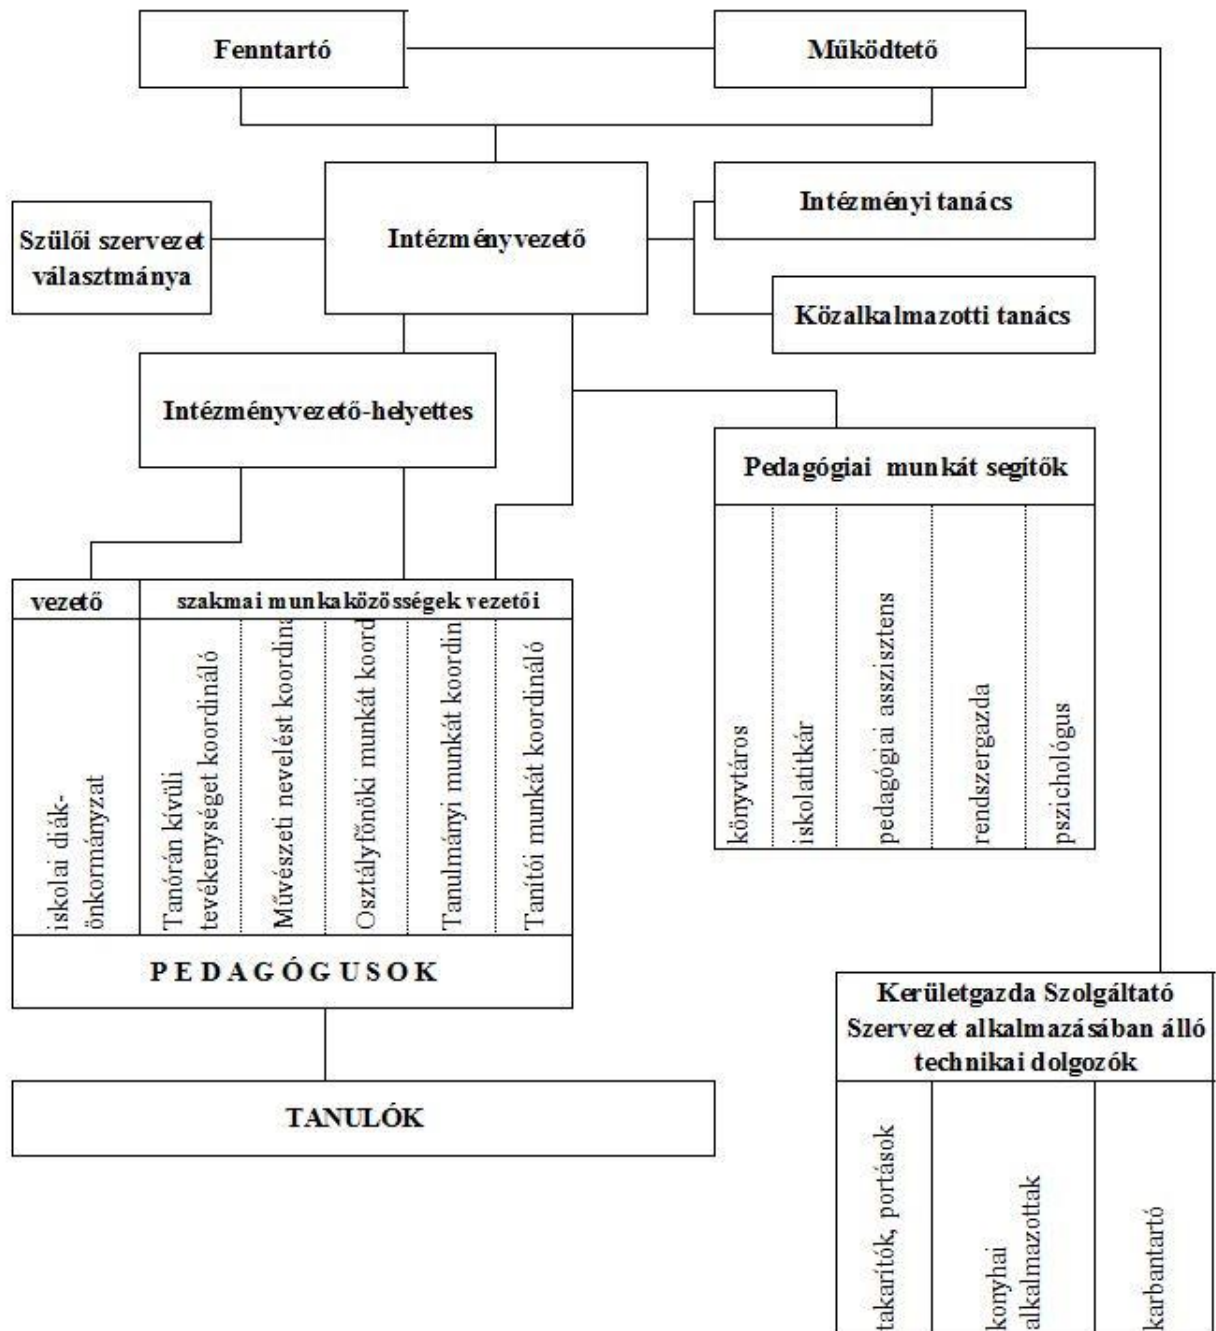 Fenntartó
Működtető
Szülői szervezet
választmánya
Intézményvezető
Intézményi tanács
Közalkalmazotti tanács
Intézményvezető-helyettes
Pedagógiai munkát segítők
könyvtáros
iskolatitkár
pedagógiai asszisztens
rendszergazda
pszichológus
vezető
szakmai munkaközösségek vezetői
iskolai diák-
önkormányzat
Tanórán kívüli
tevékenységet koordináló
Művészeti nevelést koordina
Osztályfőnöki munkát koord
Tanulmányi munkát koordin
Tanítói munkát koordináló
PEDAGÓGUSOK
TANULÓK
Kerületgazda Szolgáltató
Szervezet alkalmazásában álló
technikai dolgozók
takarítók, portások
konyhai
alkalmazottak
karbantartó